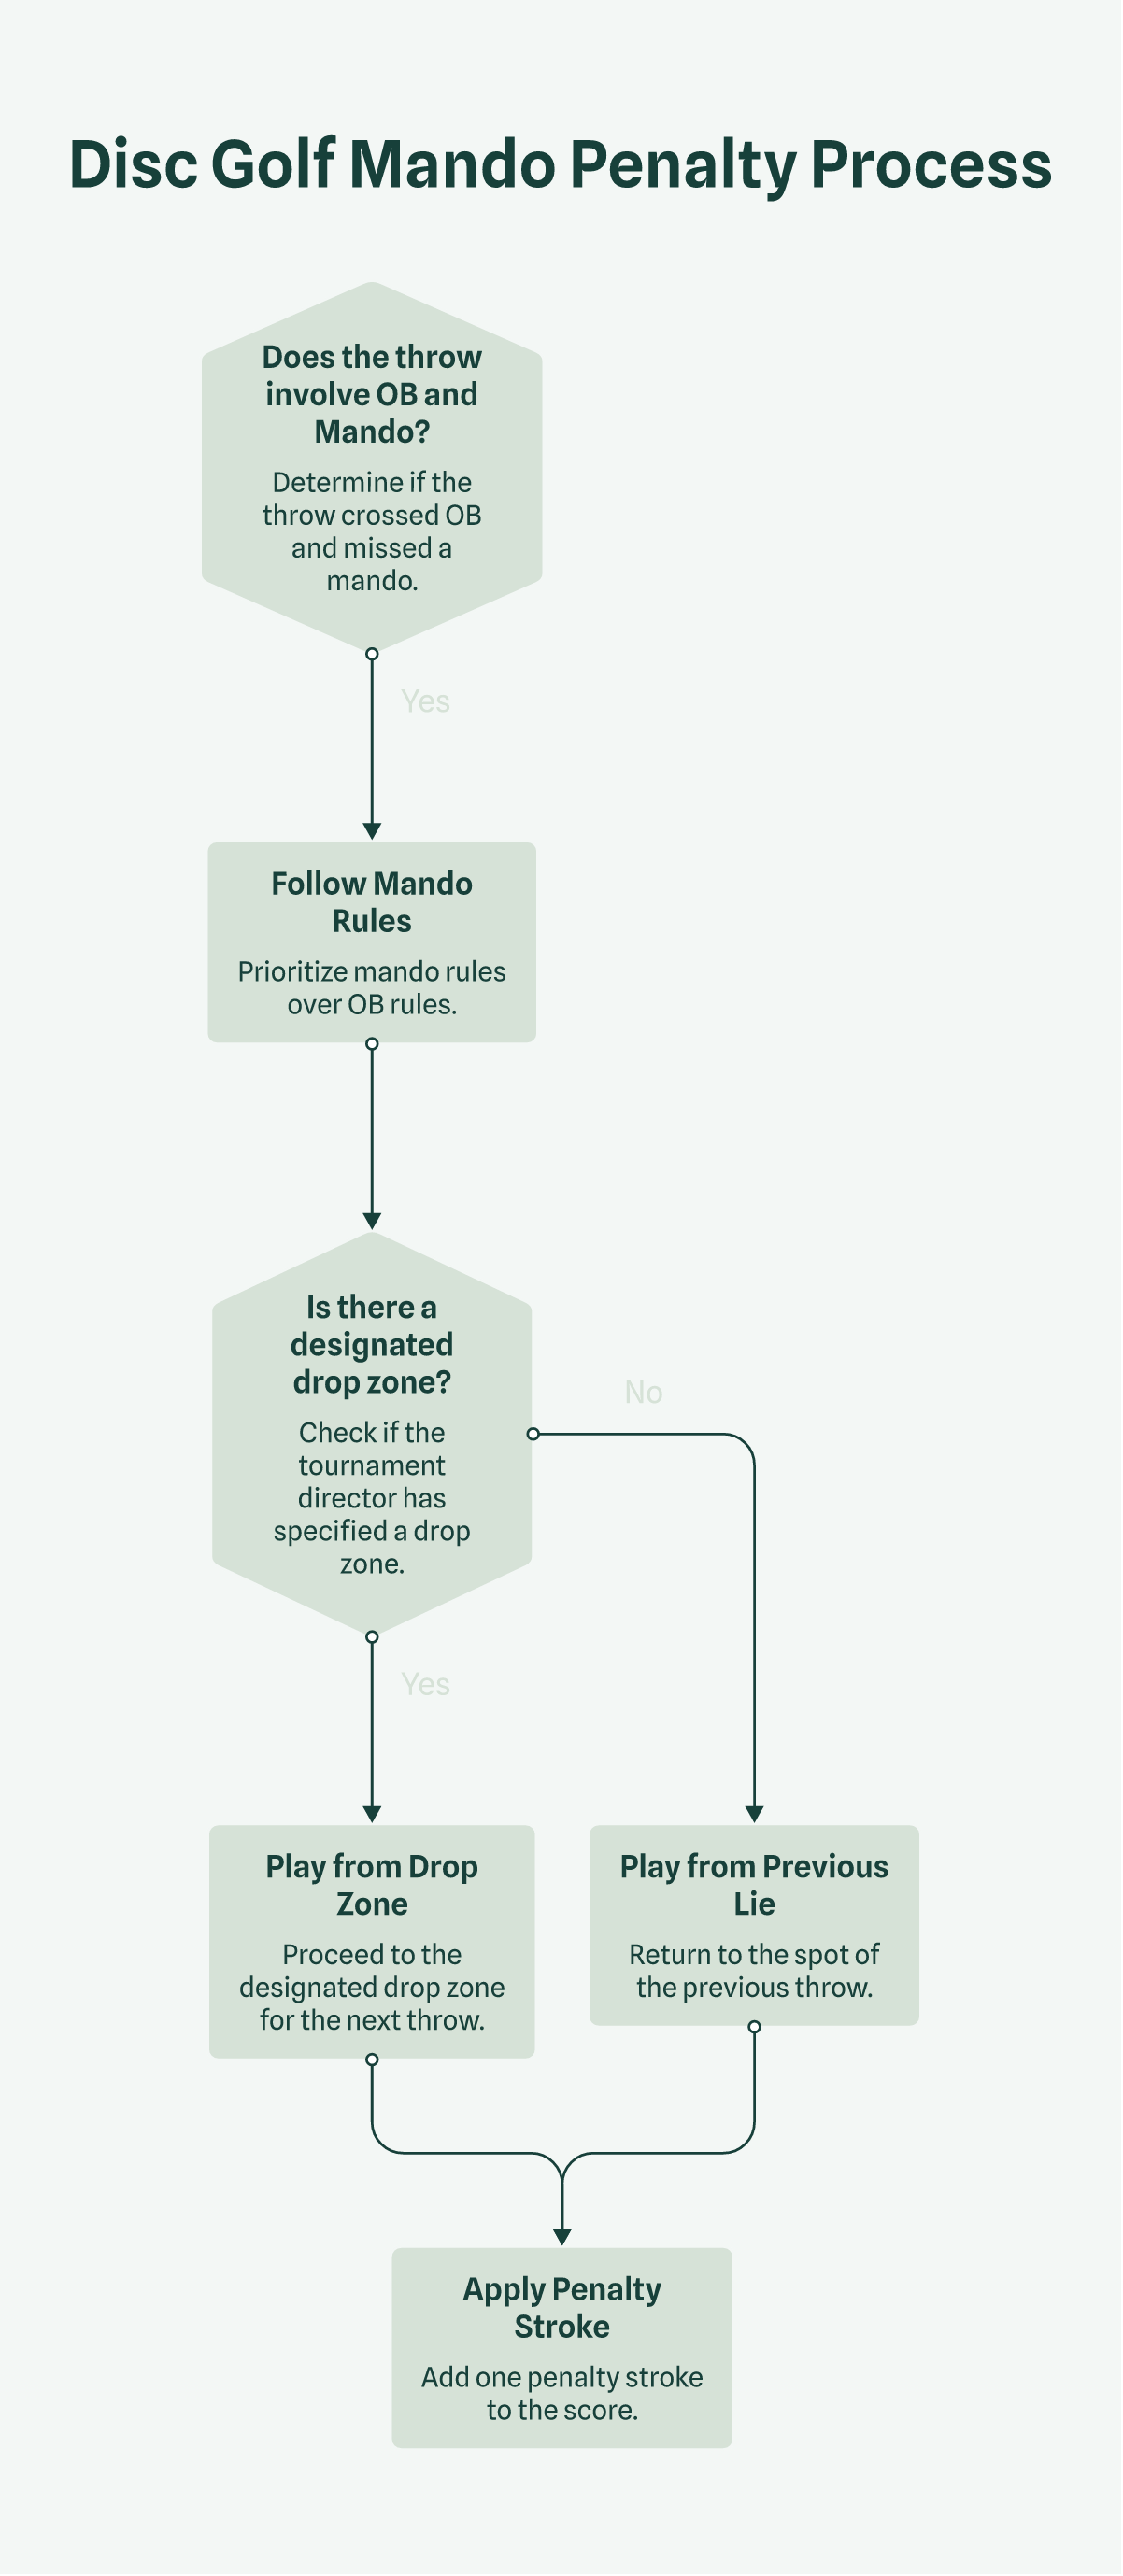 Disc Golf Mando Penalty Process
Does the throw
involve OB and
Mando?
Determine if the
throw crossed OB
and missed a
mando.
Yes
Follow Mando
Rules
Prioritize mando rules
over OB rules.
Is there a
designated
drop zone?
Check if the
tournament
director has
specified a drop
zone.
No
Yes
Play from Drop
Zone
Proceed to the
designated drop zone
for the next throw.
Play from Previous
Lie
Return to the spot of
the previous throw.
Apply Penalty
Stroke
Add one penalty stroke
to the score.